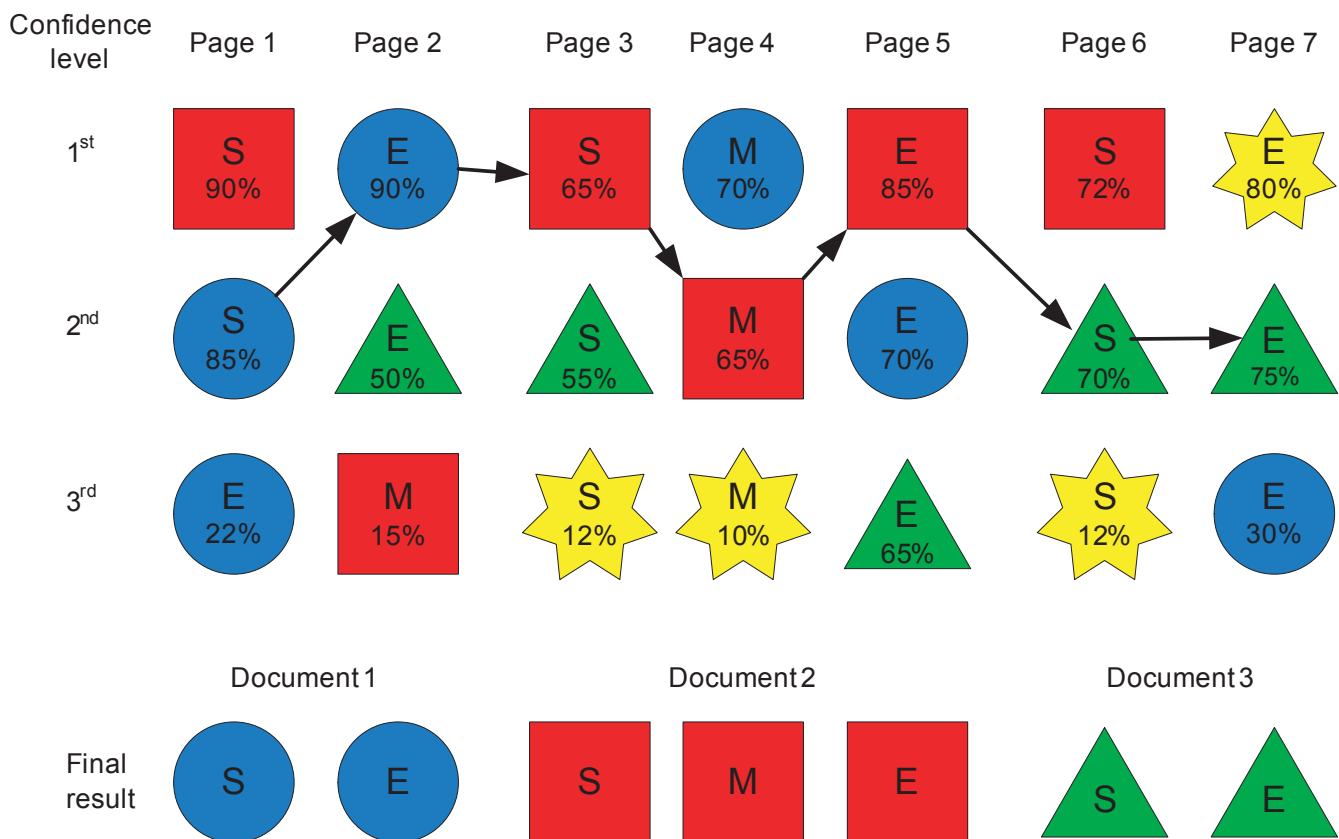 Confidence
level
Page 1
Page 2
Page 3
Page 4
Page 5
Page 6
Page 7
1st
S
90%
E
90%
S
65%
M
70%
E
85%
S
72%
E
80%
2nd
S
85%
E
50%
S
55%
M
65%
E
70%
S
70%
E
75%
3rd
E
22%
M
15%
S
12%
M
10%
E
65%
S
12%
E
30%
Document 1
Document 2
Document 3
Final
result
S
E
S
M
E
S
E